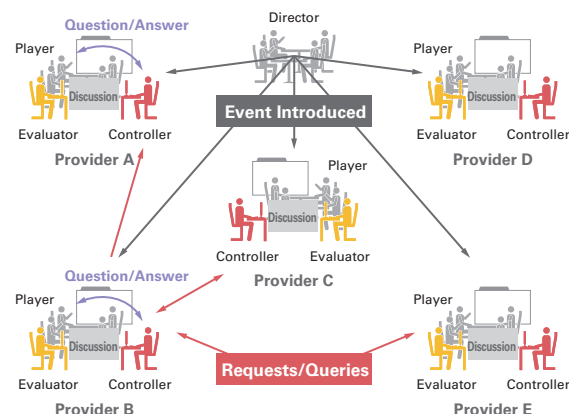 Question/Answer
Player
Discussion
Evaluator
Controller
Provider A
Director
Event Introduced
Player
Discussion
Evaluator
Controller
Provider D
Player
Discussion
Controller
Evaluator
Provider C
Question/Answer
Player
Discussion
Evaluator
Controller
Provider B
Requests/Queries
Player
Discussion
Evaluator
Controller
Provider E